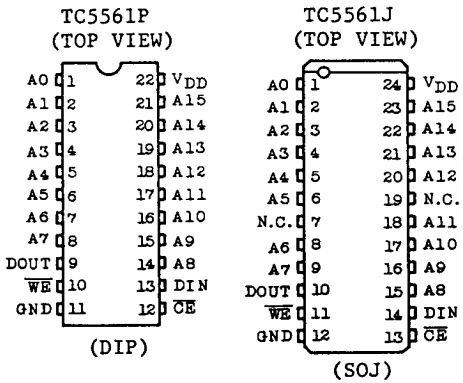 TC5561P
(TOP VIEW)
A0 1 22 VDD
A1 2 21 A15
A2 3 20 A14
A3 4 19 A13
A4 5 18 A12
A5 6 17 A11
A6 7 16 A10
A7 8 15 A9
DOUT 9 14 A8
W̅E̅ 10 13 DIN
GND 11 12 C̅E̅
(DIP)
TC5561J
(TOP VIEW)
A0 1 24 VDD
A1 2 23 A15
A2 3 22 A14
A3 4 21 A13
A4 5 20 A12
A5 6 19 N.C.
N.C. 7 18 A11
A6 8 17 A10
A7 9 16 A9
DOUT 10 15 A8
W̅E̅ 11 14 DIN
GND 12 13 C̅E̅
(SOJ)